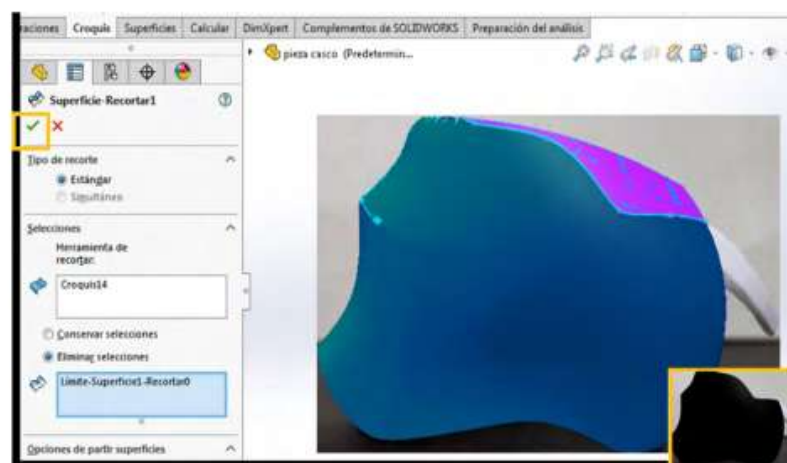 raciones Croquis Superficies Calcular DimXpert Complementos de SOLIDWORKS Preparación del análisis
pieza casco (Predetermin...
Superficie-Recortar1
Tipo de recorte
Estándar
Simultáneo
Selecciones
Herramienta de
recortar:
Croquis14
Conservar selecciones
Eliminar selecciones
Límite-Superficie1-Recortar0
Opciones de partir superficies